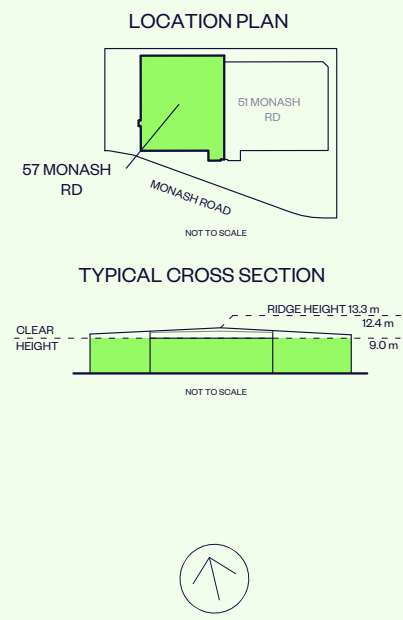 LOCATION PLAN
51 MONASH
RD
57 MONASH
RD
MONASH ROAD
NOT TO SCALE
TYPICAL CROSS SECTION
RIDGE HEIGHT 13.3 m
12.4 m
CLEAR
HEIGHT
9.0 m
NOT TO SCALE